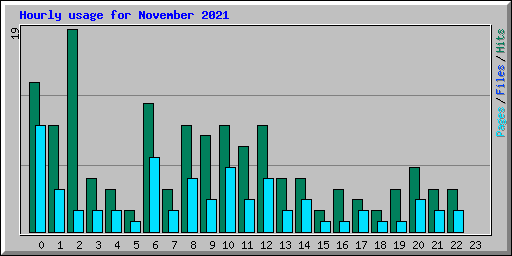 Hourly usage for November 2021
19
0 1 2 3 4 5 6 7 8 9 10 11 12 13 14 15 16 17 18 19 20 21 22 23
Pages/Files/Hits